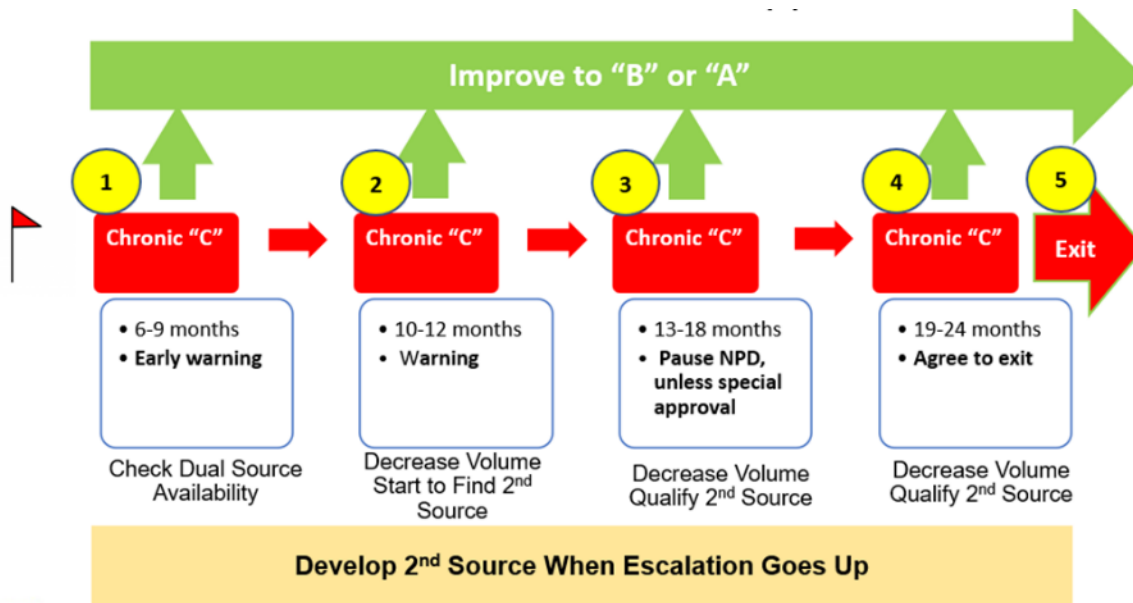 Improve to “B” or “A”
1
2
3
4
5
Chronic “C”
Chronic “C”
Chronic “C”
Chronic “C”
Exit
• 6-9 months
• Early warning
• 10-12 months
• Warning
• 13-18 months
• Pause NPD,
unless special
approval
• 19-24 months
• Agree to exit
Check Dual Source
Availability
Decrease Volume
Start to Find 2nd
Source
Decrease Volume
Qualify 2nd Source
Decrease Volume
Qualify 2nd Source
Develop 2nd Source When Escalation Goes Up